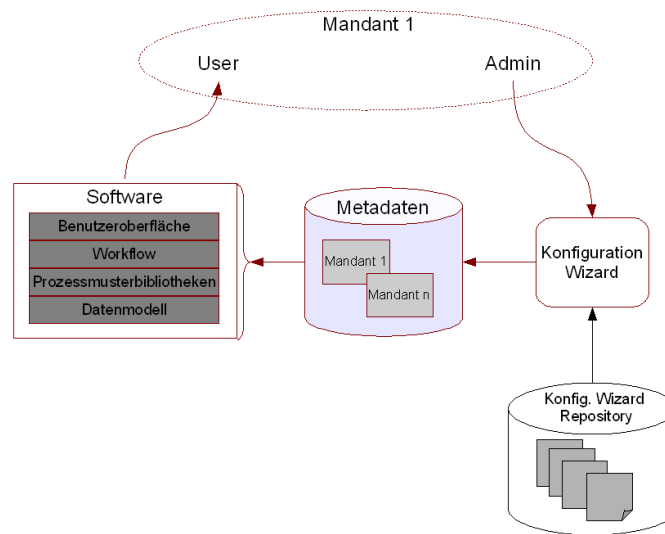 Mandant 1
User
Admin
Software
Benutzeroberfläche
Workflow
Prozessmusterbibliotheken
Datenmodell
Metadaten
Mandant 1
Mandant n
Konfiguration
Wizard
Konfig. Wizard
Repository